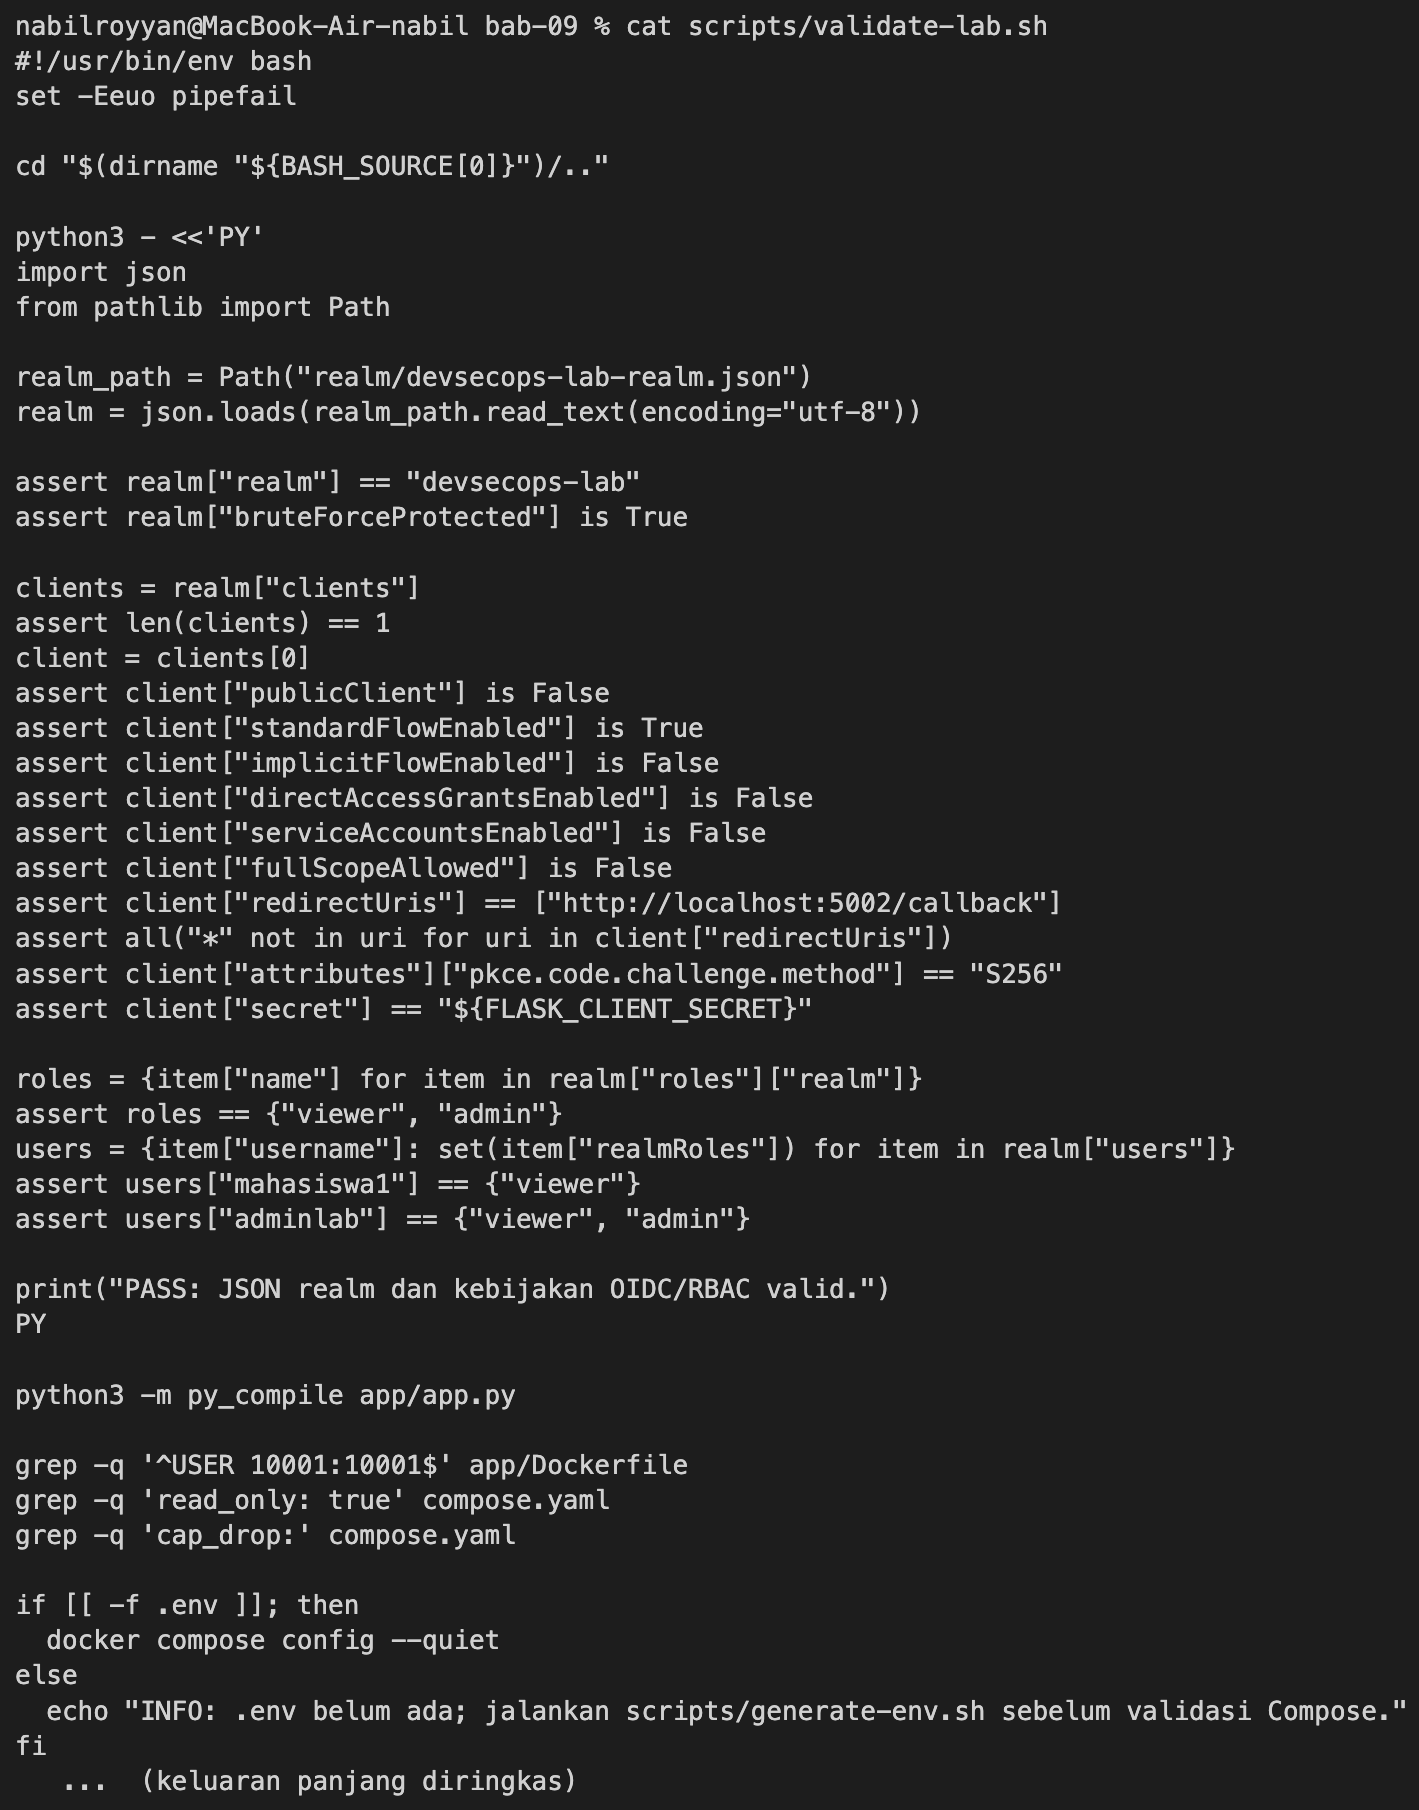 nabilroyyan@MacBook-Air-nabil bab-09 % cat scripts/validate-lab.sh
#!/usr/bin/env bash
set -Eeuo pipefail

cd "$(dirname "${BASH_SOURCE[0]}")/.."

python3 - <<'PY'
import json
from pathlib import Path

realm_path = Path("realm/devsecops-lab-realm.json")
realm = json.loads(realm_path.read_text(encoding="utf-8"))

assert realm["realm"] == "devsecops-lab"
assert realm["bruteForceProtected"] is True

clients = realm["clients"]
assert len(clients) == 1
client = clients[0]
assert client["publicClient"] is False
assert client["standardFlowEnabled"] is True
assert client["implicitFlowEnabled"] is False
assert client["directAccessGrantsEnabled"] is False
assert client["serviceAccountsEnabled"] is False
assert client["fullScopeAllowed"] is False
assert client["redirectUris"] == ["http://localhost:5002/callback"]
assert all("*" not in uri for uri in client["redirectUris"])
assert client["attributes"]["pkce.code.challenge.method"] == "S256"
assert client["secret"] == "${FLASK_CLIENT_SECRET}"

roles = {item["name"] for item in realm["roles"]["realm"]}
assert roles == {"viewer", "admin"}
users = {item["username"]: set(item["realmRoles"]) for item in realm["users"]}
assert users["mahasiswa1"] == {"viewer"}
assert users["adminlab"] == {"viewer", "admin"}

print("PASS: JSON realm dan kebijakan OIDC/RBAC valid.")
PY

python3 -m py_compile app/app.py

grep -q '^USER 10001:10001$' app/Dockerfile
grep -q 'read_only: true' compose.yaml
grep -q 'cap_drop:' compose.yaml

if [[ -f .env ]]; then
  docker compose config --quiet
else
  echo "INFO: .env belum ada; jalankan scripts/generate-env.sh sebelum validasi Compose."
fi
   ...  (keluaran panjang diringkas)